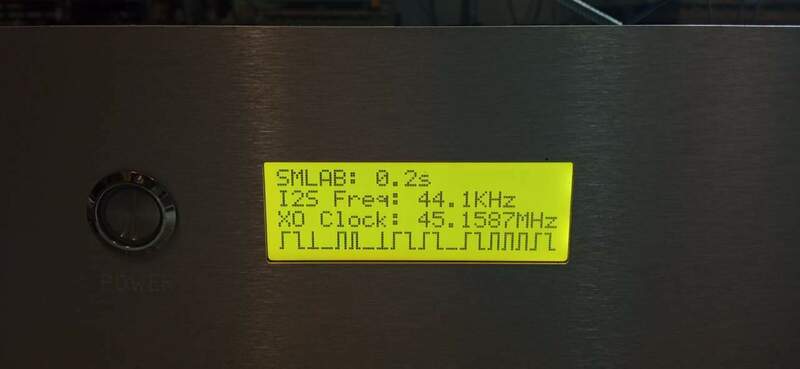 SMLAB: 0.2s
I2S Freq: 44.1KHz
XO Clock: 45.1587MHz
POWER